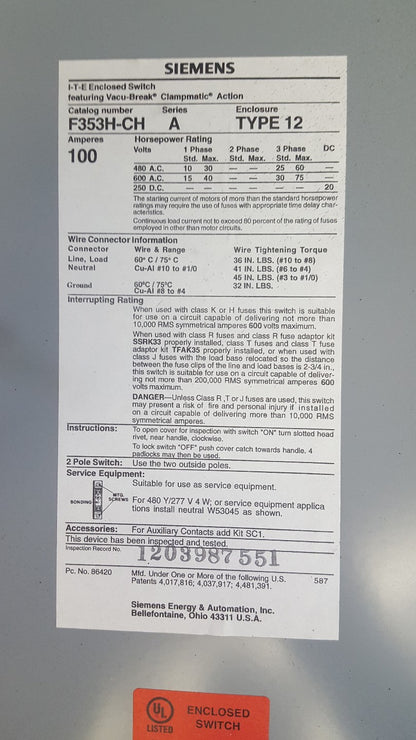 SIEMENS
I-T-E Enclosed Switch
featuring Vacu-Break® Clampmatic® Action
Catalog number Series Enclosure
F353H-CH A TYPE 12
Amperes Horsepower Rating
100 Volts 1 Phase 2 Phase 3 Phase DC
Std. Max. Std. Max. Std. Max.
480 A.C. 10 30 — — 25 60 —
600 A.C. 15 40 — — 30 75 —
250 D.C. — — — — — — 20
The starting current of motors of more than the standard horsepower
ratings may require the use of fuses with appropriate time delay char-
acteristics.
Continuous load current not to exceed 80 percent of the rating of fuses
employed in other than motor circuits.
Wire Connector Information
Connector Wire & Range Wire Tightening Torque
Line, Load 60° C / 75° C 36 IN. LBS. (#10 to #8)
Neutral Cu-Al #10 to #1/0 41 IN. LBS. (#6 to #4)
45 IN. LBS. (#3 to #1/0)
Ground 60°C / 75°C 32 IN. LBS.
Cu-Al #8 to #4
Interrupting Rating
When used with class K or H fuses this switch is suitable
for use on a circuit capable of delivering not more than
10,000 RMS symmetrical amperes 600 volts maximum.
When used with class R fuses and class R fuse adaptor kit
SSRK33 properly installed, class T fuses and class T fuse
adaptor kit TFAK35 properly installed, or when used with
class J fuses with the load base relocated so the distance
between the fuse clips of the line and load bases is 2-3/4 in.,
this switch is suitable for use on a circuit capable of deliver-
ing not more than 200,000 RMS symmetrical amperes 600
volts maximum.
DANGER—Unless Class R ,T or J fuses are used, this switch
may present a risk of fire and personal injury if installed
on a circuit capable of delivering more than 10,000 RMS
symmetrical amperes.
Instructions: To open cover for inspection with switch "ON" turn slotted head
rivet, near handle, clockwise.
To lock switch "OFF" push cover catch towards handle. 4
padlocks may then be used.
2 Pole Switch: Use the two outside poles.
Service Equipment:
Suitable for use as service equipment.
BONDING MTG. SCREWS For 480 Y/277 V 4 W; or service equipment applica
tions install neutral W53045 as shown.
Accessories: For Auxiliary Contacts add Kit SC1.
This device has been inspected and tested.
Inspection Record No. 1203987551
Pc. No. 86420 Mfd. Under One or More of the following U.S. 587
Patents 4,017,816; 4,037,917; 4,481,391.
Siemens Energy & Automation, Inc.
Bellefontaine, Ohio 43311 U.S.A.
UL ENCLOSED
LISTED SWITCH